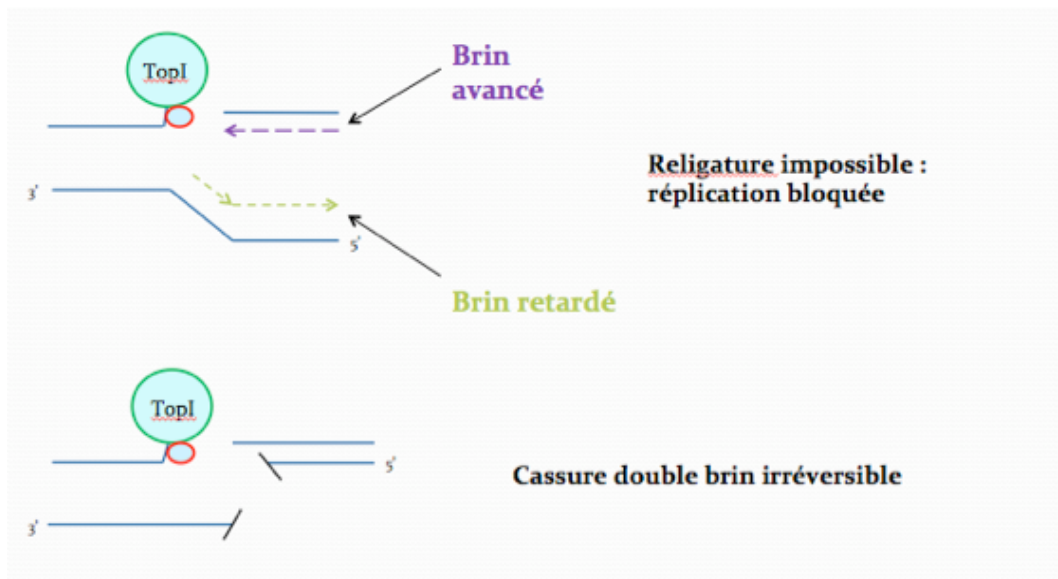 TopI
Brin
avancé
Religature impossible :
réplication bloquée
3'
5'
Brin retardé
TopI
5'
Cassure double brin irréversible
3'